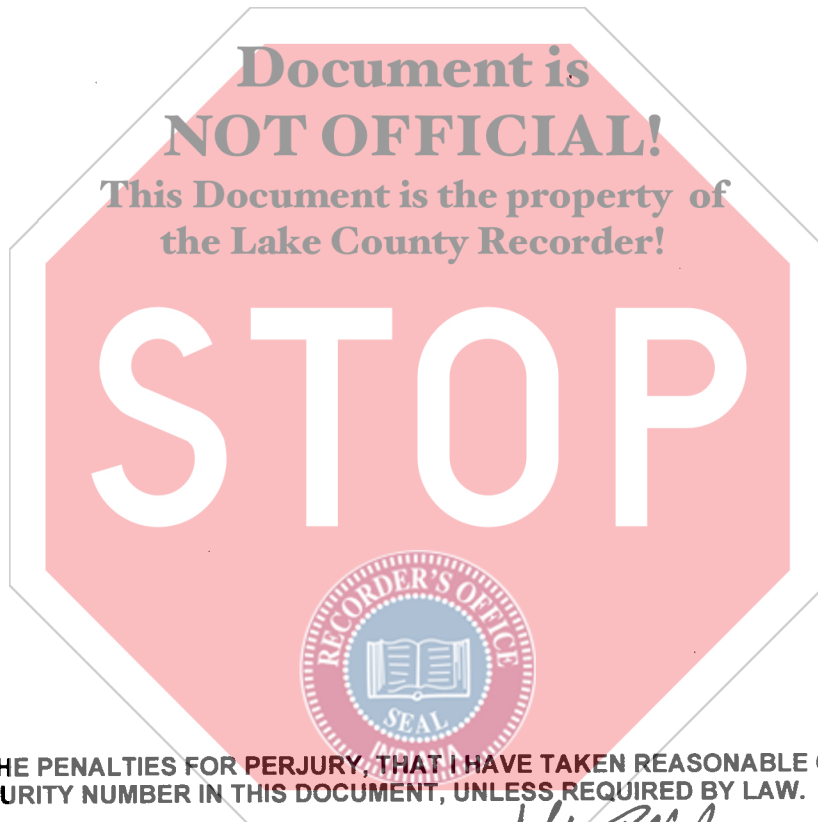 Document is
NOT OFFICIAL!
This Document is the property of
the Lake County Recorder!
STOP
RECORDER'S OFFICE
SEAL
INDIANA
HE PENALTIES FOR PERJURY, THAT I HAVE TAKEN REASONABLE
URITY NUMBER IN THIS DOCUMENT, UNLESS REQUIRED BY LAW.